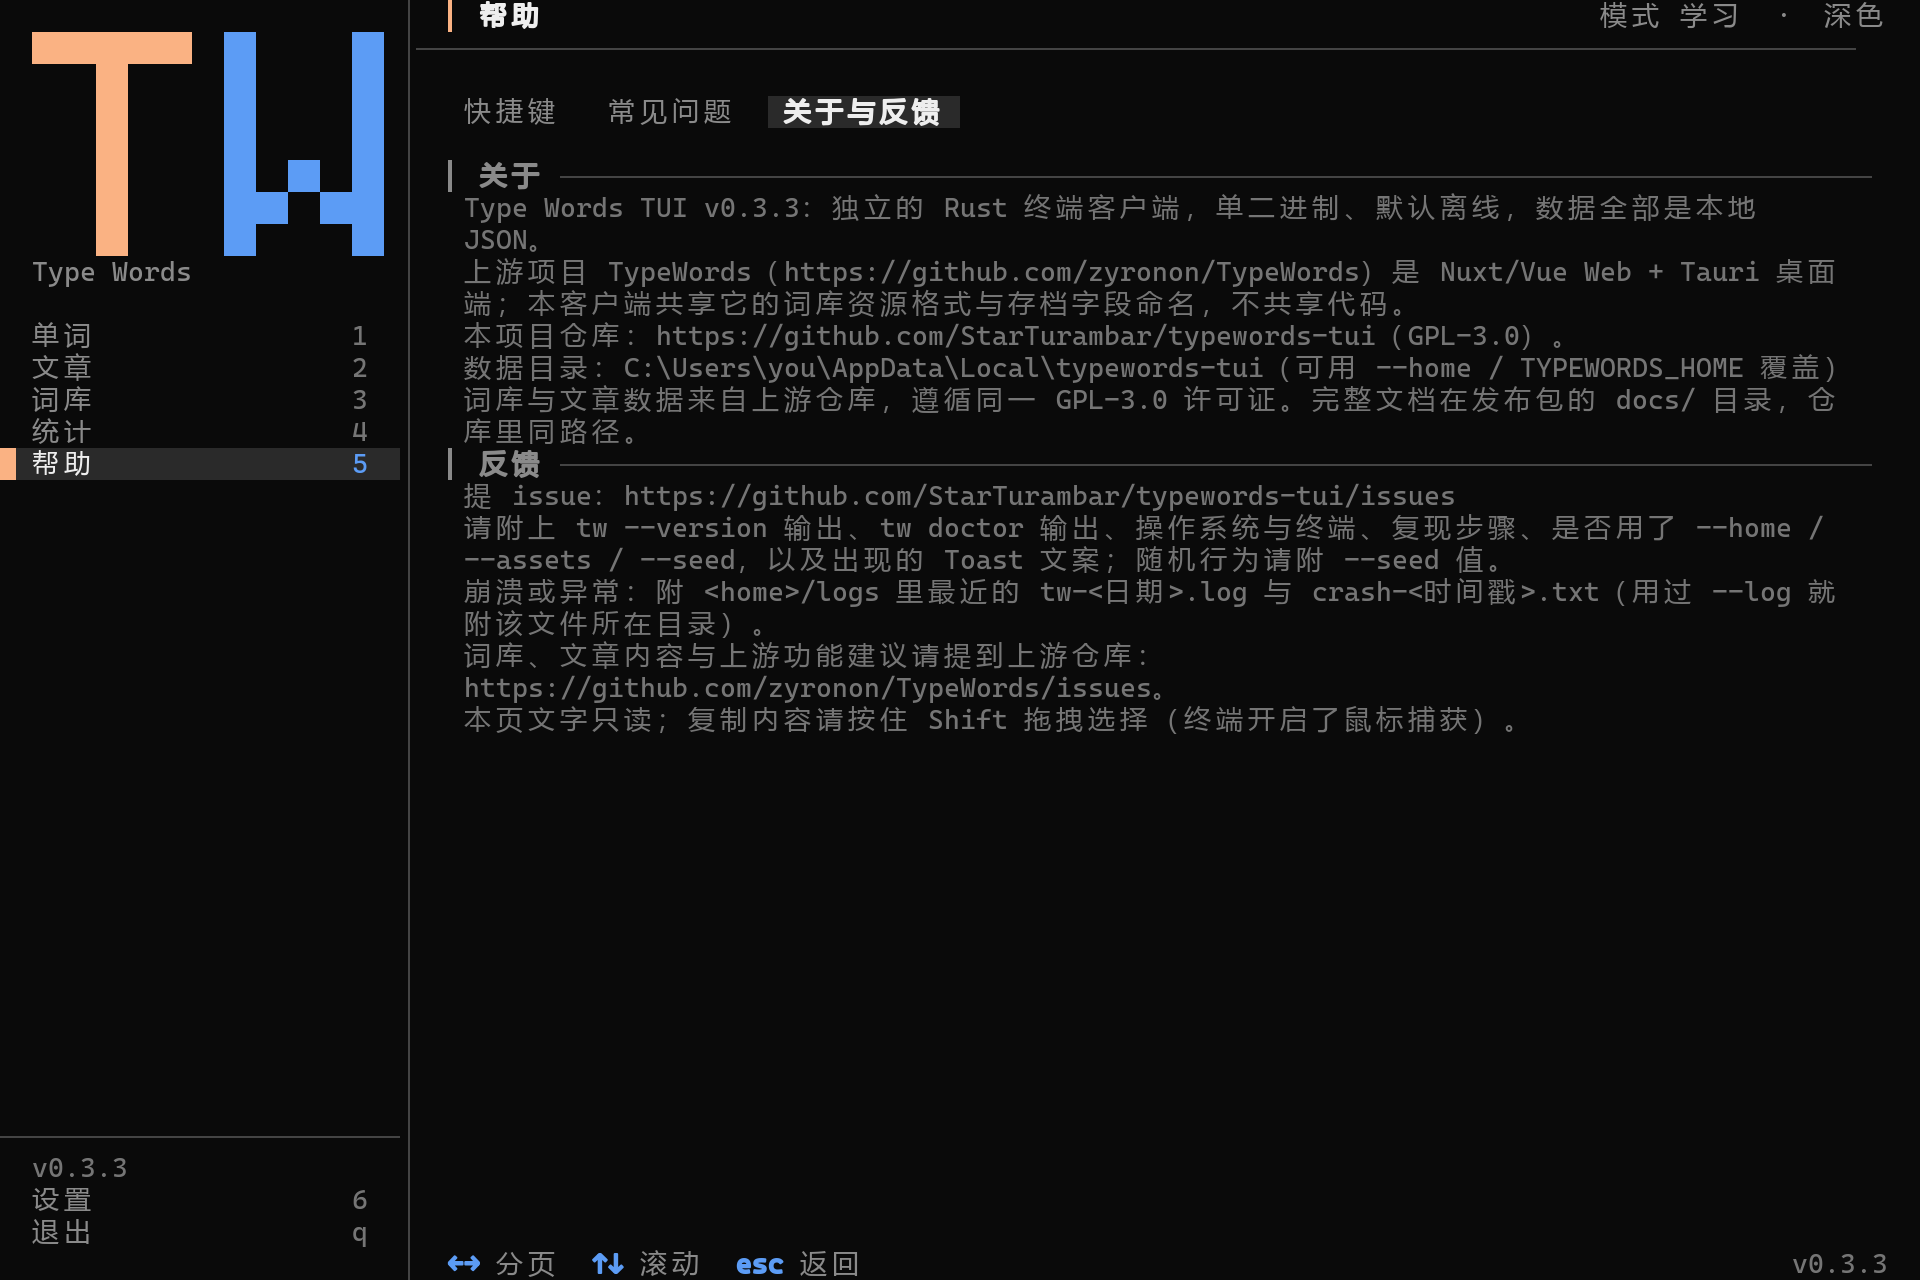 TW
Type Words
单词 1
文章 2
词库 3
统计 4
帮助 5
v0.3.3
设置 6
退出 q
帮助
模式 学习 · 深色
快捷键 常见问题 关于与反馈
关于
Type Words TUI v0.3.3：独立的 Rust 终端客户端，单二进制、默认离线，数据全部是本地
JSON。
上游项目 TypeWords（https://github.com/zyronon/TypeWords）是 Nuxt/Vue Web + Tauri 桌面
端；本客户端共享它的词库资源格式与存档字段命名，不共享代码。
本项目仓库：https://github.com/StarTurambar/typewords-tui（GPL-3.0）。
数据目录：C:\Users\you\AppData\Local\typewords-tui（可用 --home / TYPEWORDS_HOME 覆盖）
词库与文章数据来自上游仓库，遵循同一 GPL-3.0 许可证。完整文档在发布包的 docs/ 目录，仓
库里同路径。
反馈
提 issue：https://github.com/StarTurambar/typewords-tui/issues
请附上 tw --version 输出、tw doctor 输出、操作系统与终端、复现步骤、是否用了 --home /
--assets / --seed，以及出现的 Toast 文案；随机行为请附 --seed 值。
崩溃或异常：附 <home>/logs 里最近的 tw-<日期>.log 与 crash-<时间戳>.txt（用过 --log 就
附该文件所在目录）。
词库、文章内容与上游功能建议请提到上游仓库：
https://github.com/zyronon/TypeWords/issues。
本页文字只读；复制内容请按住 Shift 拖拽选择（终端开启了鼠标捕获）。
↔ 分页 ↑↓ 滚动 esc 返回
v0.3.3